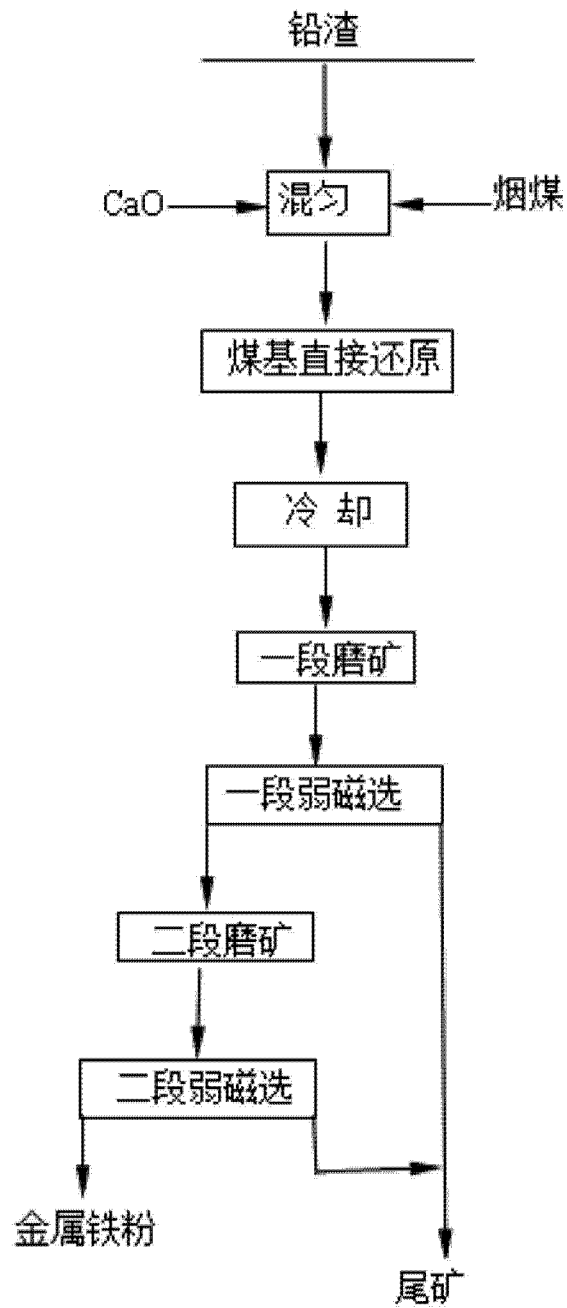 铅渣
CaO
混匀
烟煤
煤基直接还原
冷 却
一段磨矿
一段弱磁选
二段磨矿
二段弱磁选
金属铁粉
尾矿